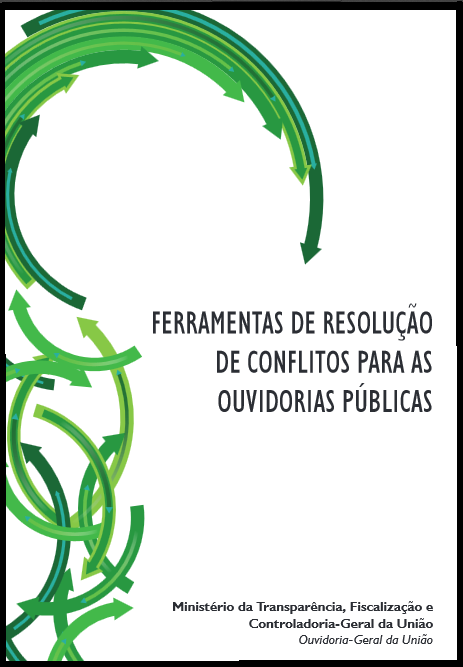 FERRAMENTAS DE RESOLUÇÃO
DE CONFLITOS PARA AS
OUVIDORIAS PÚBLICAS
Ministério da Transparência, Fiscalização e
Controladoria-Geral da União
Ouvidoria-Geral da União